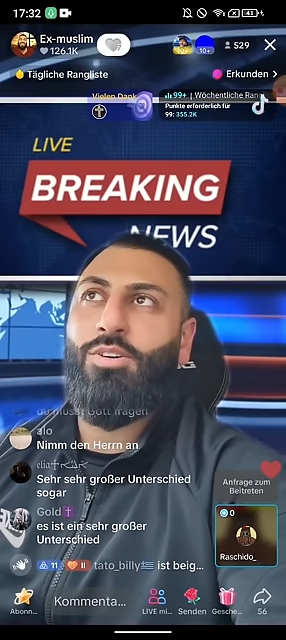 17:32
41
Ex-muslim
126.1K
10+
529
Tägliche Rangliste
Erkunden >
Vielen Dank
99+ | Wöchentliche Ran
Punkte erforderlich für
99: 355.2K
LIVE
BREAKING
NEWS
du musst Gott fragen
alo
Nimm den Herrn an
Sehr sehr großer Unterschied
sogar
Gold
es ist ein sehr großer
Unterschied
11 11 tato_billy ist beig...
Anfrage zum
Beitreten
0
Raschido_
Abonn...
Kommenta...
LIVE mi...
Senden
Gesche...
56